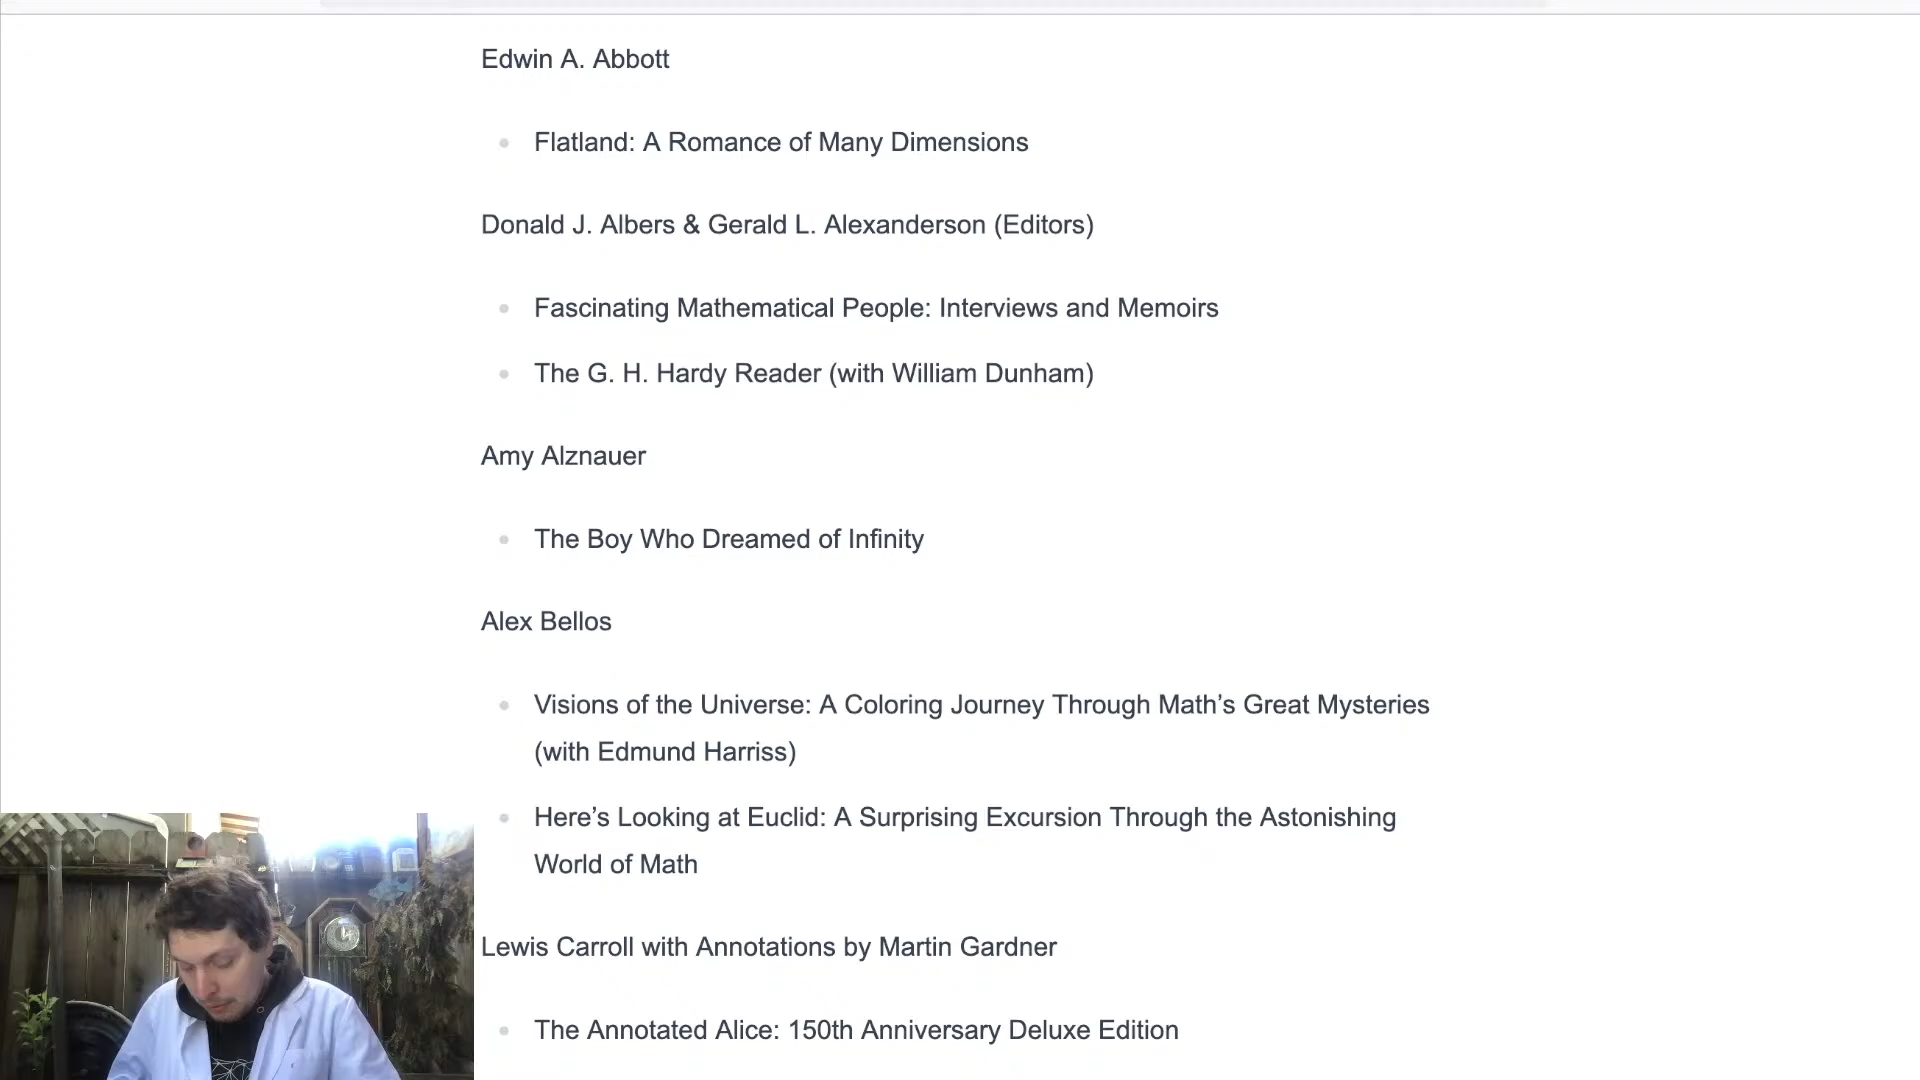 Edwin A. Abbott
Flatland: A Romance of Many Dimensions
Donald J. Albers & Gerald L. Alexanderson (Editors)
Fascinating Mathematical People: Interviews and Memoirs
The G. H. Hardy Reader (with William Dunham)
Amy Alznauer
The Boy Who Dreamed of Infinity
Alex Bellos
Visions of the Universe: A Coloring Journey Through Math’s Great Mysteries
(with Edmund Harriss)
Here’s Looking at Euclid: A Surprising Excursion Through the Astonishing
World of Math
Lewis Carroll with Annotations by Martin Gardner
The Annotated Alice: 150th Anniversary Deluxe Edition